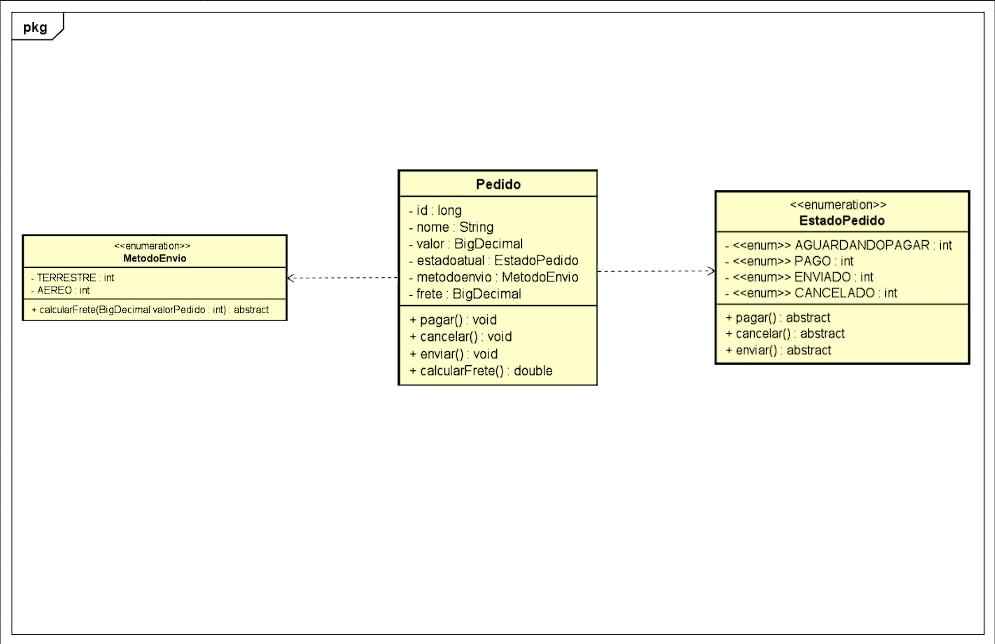 pkg
<<enumeration>>
MetodoEnvio
- TERRESTRE : int
- AEREO : int
+ calcularFrete(BigDecimal valorPedido : int) : abstract
Pedido
- id : long
- nome : String
- valor : BigDecimal
- estadoatual : EstadoPedido
- metodoenvio : MetodoEnvio
- frete : BigDecimal
+ pagar() : void
+ cancelar() : void
+ enviar() : void
+ calcularFrete() : double
<<enumeration>>
EstadoPedido
- <<enum>> AGUARDANDOPAGAR : int
- <<enum>> PAGO : int
- <<enum>> ENVIADO : int
- <<enum>> CANCELADO : int
+ pagar() : abstract
+ cancelar() : abstract
+ enviar() : abstract